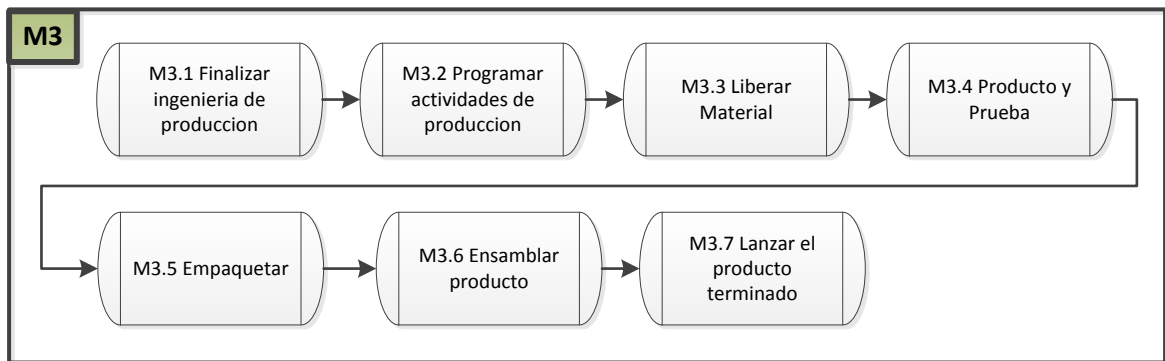 M3
M3.1 Finalizar
ingenieria de
produccion
M3.2 Programar
actividades de
produccion
M3.3 Liberar
Material
M3.4 Producto y
Prueba
M3.5 Empaquetar
M3.6 Ensamblar
producto
M3.7 Lanzar el
producto
terminado